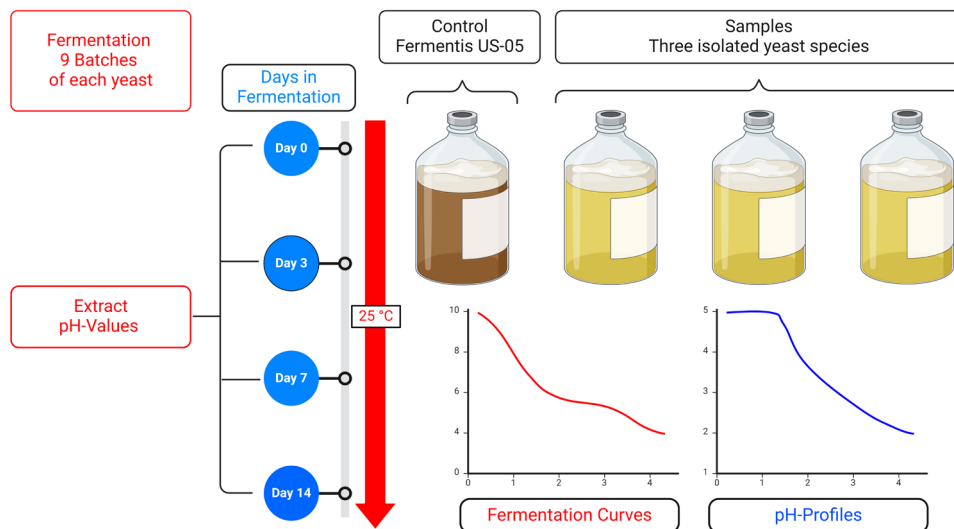 Fermentation
9 Batches
of each yeast
Days in
Fermentation
Control
Fermentis US-05
Samples
Three isolated yeast species
Day 0
Day 3
Extract
pH-Values
25 °C
Day 7
Day 14
10
8
6
4
2
0
0
1
2
3
4
Fermentation Curves
5
4
3
2
1
0
1
2
3
4
pH-Profiles